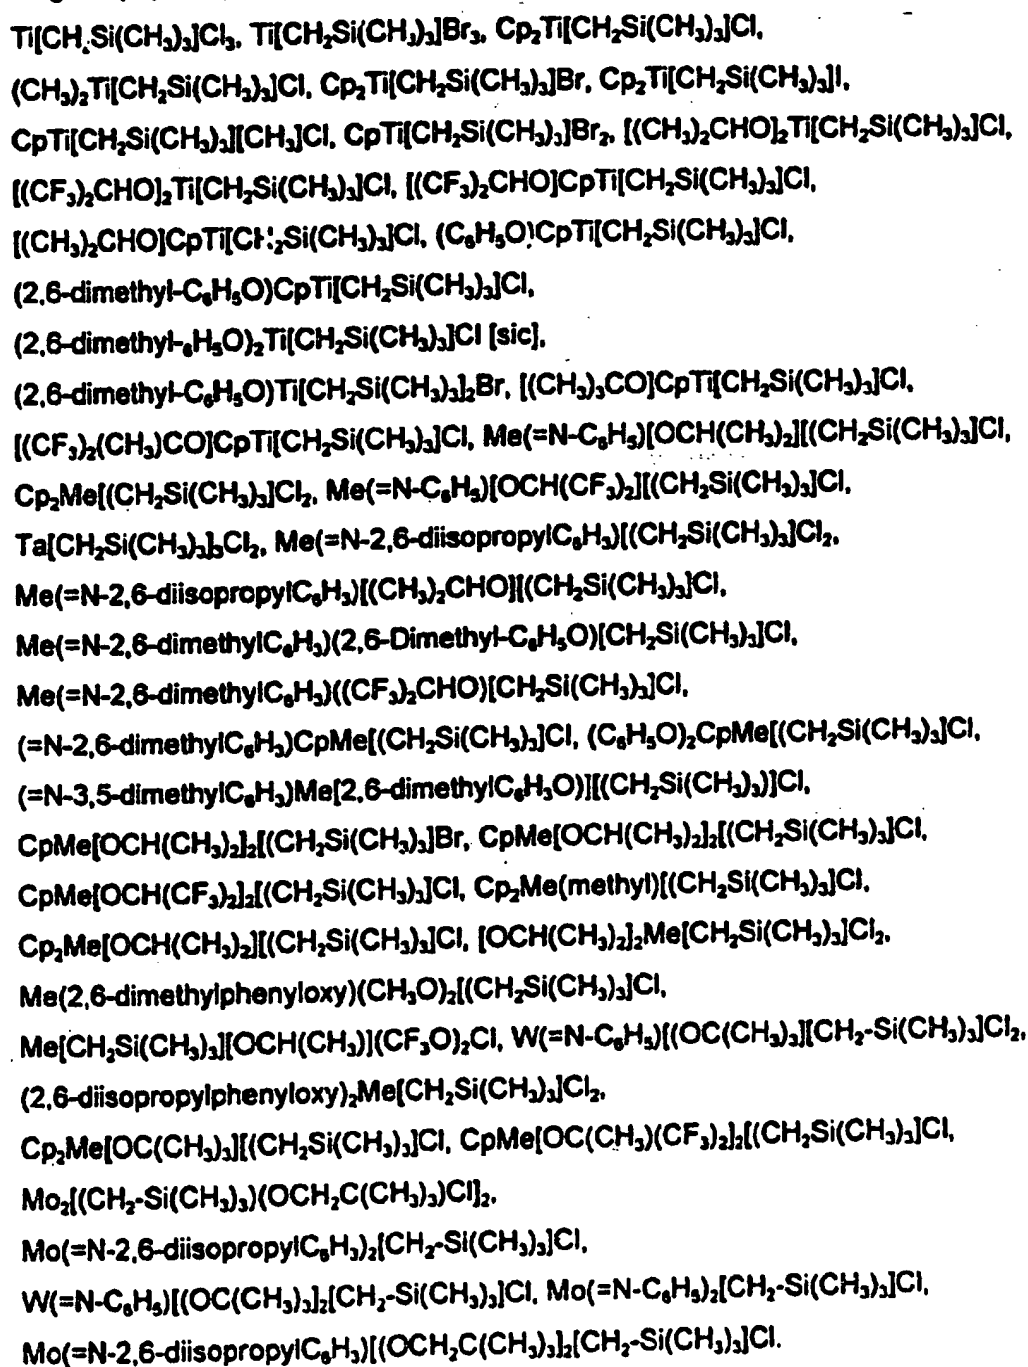 Ti[CH₂Si(CH₃)₃]Cl₃, Ti[CH₂Si(CH₃)₃]Br₃, Cp₂Ti[CH₂Si(CH₃)₃]Cl,
(CH₃)₂Ti[CH₂Si(CH₃)₃]Cl, Cp₂Ti[CH₂Si(CH₃)₃]Br, Cp₂Ti[CH₂Si(CH₃)₃]I,
CpTi[CH₂Si(CH₃)₃][CH₃]Cl, CpTi[CH₂Si(CH₃)₃]Br₂, [(CH₃)₂CHO]₂Ti[CH₂Si(CH₃)₃]Cl,
[(CF₃)₂CHO]₂Ti[CH₂Si(CH₃)₃]Cl, [(CF₃)₂CHO]CpTi[CH₂Si(CH₃)₃]Cl,
[(CH₃)₂CHO]CpTi[CH₂Si(CH₃)₃]Cl, (C₆H₅O)CpTi[CH₂Si(CH₃)₃]Cl,
(2,6-dimethyl-C₆H₅O)CpTi[CH₂Si(CH₃)₃]Cl,
(2,6-dimethyl-₆H₅O)₂Ti[CH₂Si(CH₃)₃]Cl [sic],
(2,6-dimethyl-C₆H₅O)Ti[CH₂Si(CH₃)₃]₂Br, [(CH₃)₃CO]CpTi[CH₂Si(CH₃)₃]Cl,
[(CF₃)₂(CH₃)CO]CpTi[CH₂Si(CH₃)₃]Cl, Me(=N-C₆H₅)[OCH(CH₃)₂][(CH₂Si(CH₃)₃]Cl,
Cp₂Me[(CH₂Si(CH₃)₃]Cl₂, Me(=N-C₆H₅)[OCH(CF₃)₂][(CH₂Si(CH₃)₃]Cl,
Ta[CH₂Si(CH₃)₃]₃Cl₂, Me(=N-2,6-diisopropylC₆H₃)[(CH₂Si(CH₃)₃]Cl₂,
Me(=N-2,6-diisopropylC₆H₃)[(CH₃)₂CHO][(CH₂Si(CH₃)₃]Cl,
Me(=N-2,6-dimethylC₆H₃)(2,6-Dimethyl-C₆H₅O)[CH₂Si(CH₃)₃]Cl,
Me(=N-2,6-dimethylC₆H₃)((CF₃)₂CHO)[CH₂Si(CH₃)₃]Cl,
(=N-2,6-dimethylC₆H₃)CpMe[(CH₂Si(CH₃)₃]Cl, (C₆H₅O)₂CpMe[(CH₂Si(CH₃)₃]Cl,
(=N-3,5-dimethylC₆H₃)Me[2,6-dimethylC₆H₃O)][(CH₂Si(CH₃)₃)]Cl,
CpMe[OCH(CH₃)₂]₂[(CH₂Si(CH₃)₃]Br, CpMe[OCH(CH₃)₂]₂[(CH₂Si(CH₃)₃]Cl,
CpMe[OCH(CF₃)₂]₂[(CH₂Si(CH₃)₃]Cl, Cp₂Me(methyl)[(CH₂Si(CH₃)₃]Cl,
Cp₂Me[OCH(CH₃)₂][(CH₂Si(CH₃)₃]Cl, [OCH(CH₃)₂]₂Me[CH₂Si(CH₃)₃]Cl₂,
Me(2,6-dimethylphenyloxy)(CH₃O)₂[(CH₂Si(CH₃)₃]Cl,
Me[CH₂Si(CH₃)₃][OCH(CH₃)](CF₃O)₂Cl, W(=N-C₆H₅)[(OC(CH₃)₃][CH₂-Si(CH₃)₃]Cl₂,
(2,6-diisopropylphenyloxy)₂Me[CH₂Si(CH₃)₃]Cl₂,
Cp₂Me[OC(CH₃)₃][(CH₂Si(CH₃)₃]Cl, CpMe[OC(CH₃)(CF₃)₂]₂[(CH₂Si(CH₃)₃]Cl,
Mo₂[(CH₂-Si(CH₃)₃)(OCH₂C(CH₃)₃)Cl]₂,
Mo(=N-2,6-diisopropylC₆H₃)₂[CH₂-Si(CH₃)₃]Cl,
W(=N-C₆H₅)[(OC(CH₃)₃]₂[CH₂-Si(CH₃)₃]Cl, Mo(=N-C₆H₅)₂[CH₂-Si(CH₃)₃]Cl,
Mo(=N-2,6-diisopropylC₆H₃)[(OCH₂C(CH₃)₃]₂[CH₂-Si(CH₃)₃]Cl.